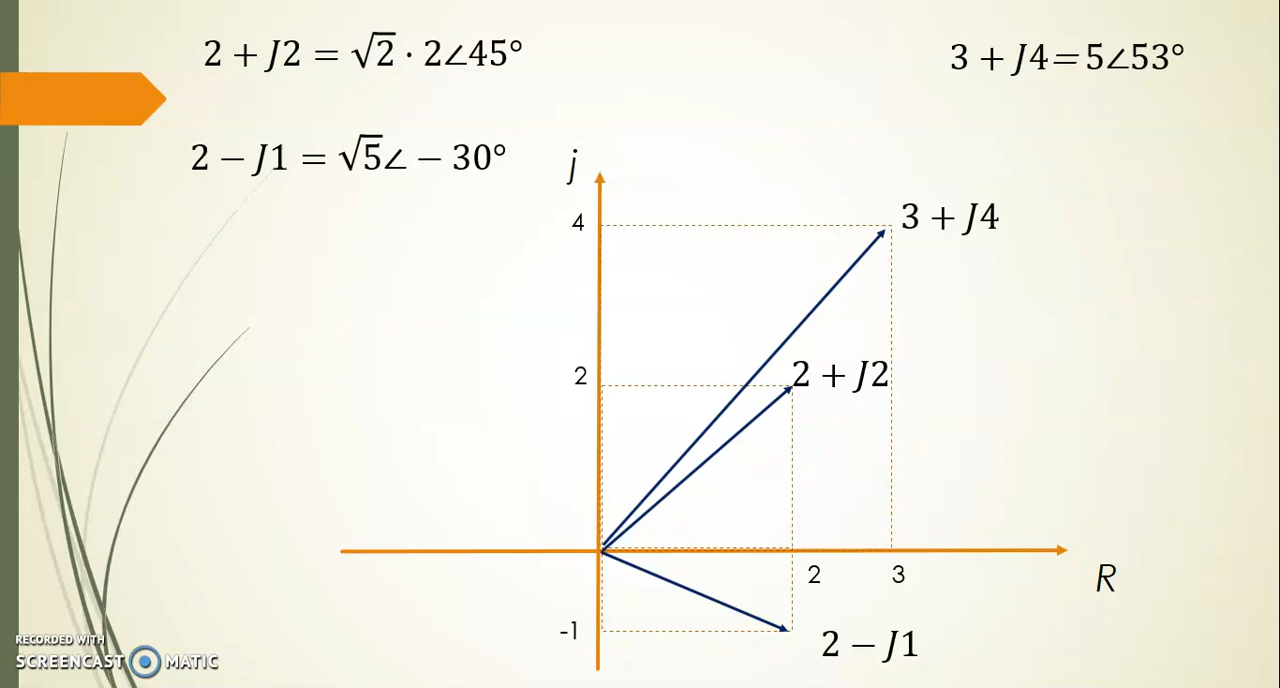 2 + J2 = √2 · 2∠45°
3 + J4=5∠53°
2 − J1 = √5∠ − 30°
j
4
3 + J4
2
2 + J2
2
3
R
-1
2 − J1
RECORDED WITH
SCREENCAST MATIC